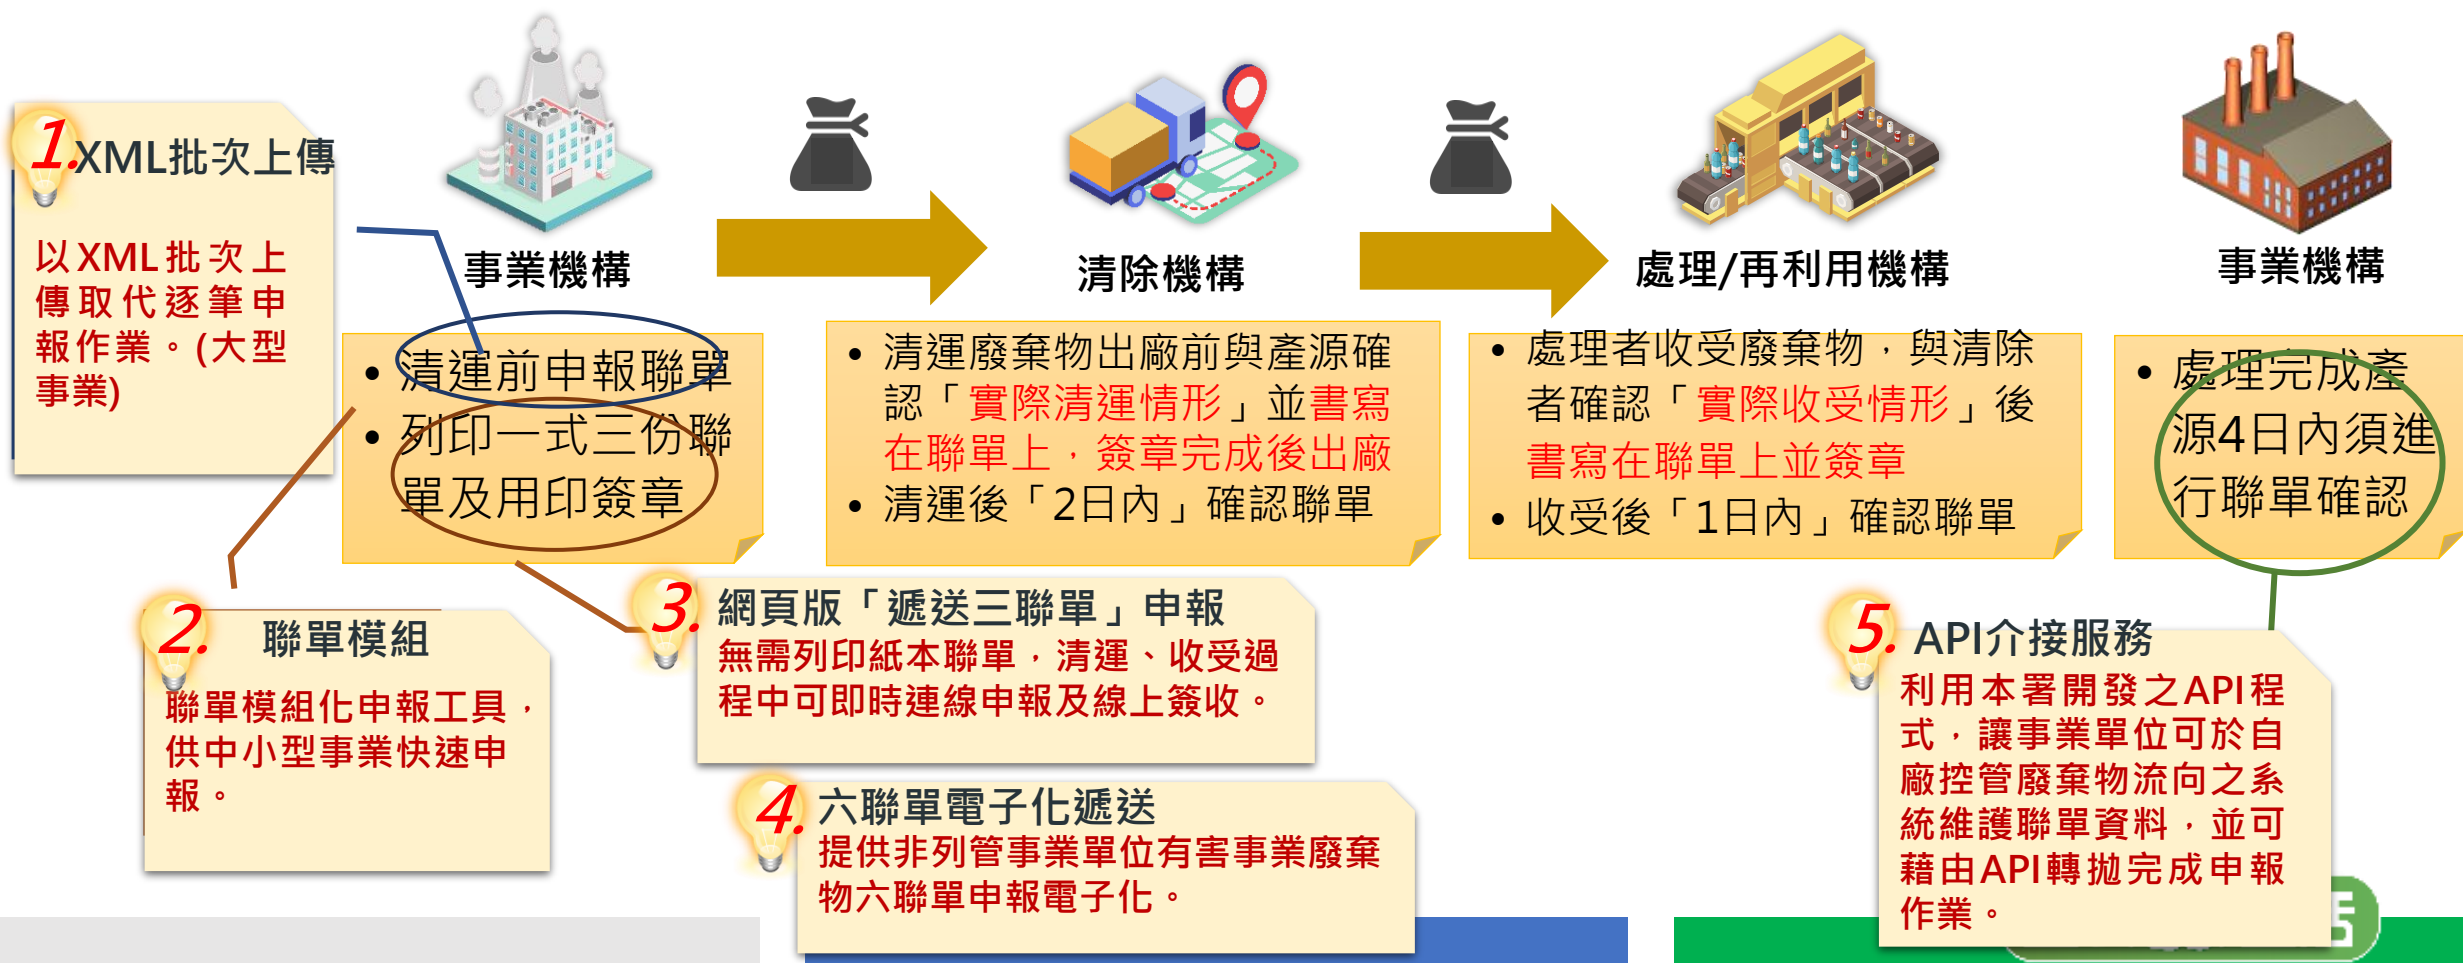 1.
XML批次上傳
以XML批次上
傳取代逐筆申
報作業。(大型
事業)
事業機構
清除機構
處理/再利用機構
事業機構
• 清運前申報聯單
• 列印一式三份聯
單及用印簽章
• 清運廢棄物出廠前與產源確
認「實際清運情形」並書寫
在聯單上，簽章完成後出廠
• 清運後「2日內」確認聯單
• 處理者收受廢棄物，與清除
者確認「實際收受情形」後
書寫在聯單上並簽章
• 收受後「1日內」確認聯單
• 處理完成產
源4日內須進
行聯單確認
2.
聯單模組
聯單模組化申報工具，
供中小型事業快速申
報。
3.
網頁版「遞送三聯單」申報
無需列印紙本聯單，清運、收受過
程中可即時連線申報及線上簽收。
4.
六聯單電子化遞送
提供非列管事業單位有害事業廢棄
物六聯單申報電子化。
5.
API介接服務
利用本署開發之API程
式，讓事業單位可於自
廠控管廢棄物流向之系
統維護聯單資料，並可
藉由API轉拋完成申報
作業。